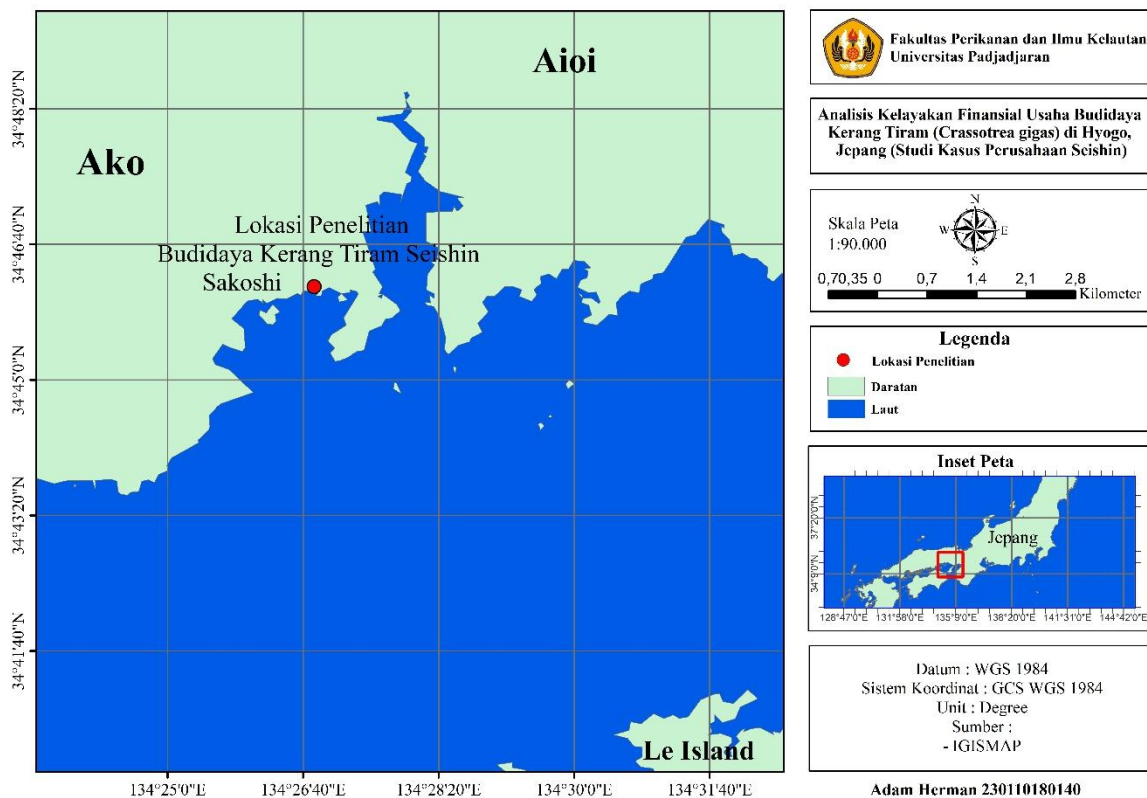 Aioi
Ako
Lokasi Penelitian
Budidaya Kerang Tiram Seishin
Sakoshi
Le Island
34°48'20"N
34°46'40"N
34°45'0"N
34°43'20"N
34°41'40"N
134°25'0"E
134°26'40"E
134°28'20"E
134°30'0"E
134°31'40"E
Fakultas Perikanan dan Ilmu Kelautan
Universitas Padjadjaran
Analisis Kelayakan Finansial Usaha Budidaya
Kerang Tiram (Crassotrea gigas) di Hyogo,
Jepang (Studi Kasus Perusahaan Seishin)
Skala Peta
1:90.000
N
W
E
S
0,70,35 0 0,7 1,4 2,1 2,8
Kilometer
Legenda
Lokasi Penelitian
Daratan
Laut
Inset Peta
37°20'0"N
34°9'0"N
Jepang
128°47'0"E 131°58'0"E 135°9'0"E 138°20'0"E 141°31'0"E 144°42'0"E
Datum : WGS 1984
Sistem Koordinat : GCS WGS 1984
Unit : Degree
Sumber :
- IGISMAP
Adam Herman 230110180140